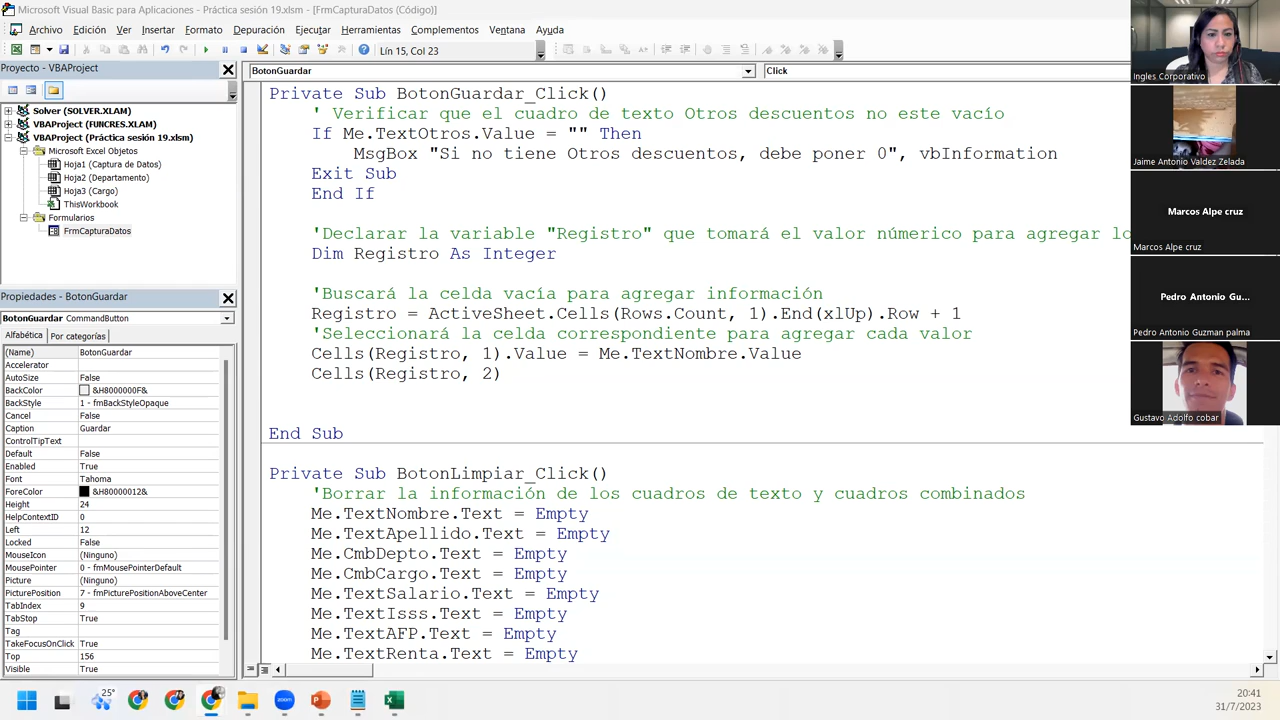 Microsoft Visual Basic para Aplicaciones - Práctica sesión 19.xlsm - [FrmCapturaDatos (Código)]
Archivo Edición Ver Insertar Formato Depuración Ejecutar Herramientas Complementos Ventana Ayuda
Lín 15, Col 23
Proyecto - VBAProject
Solver (SOLVER.XLAM)
VBAProject (FUNCRES.XLAM)
VBAProject (Práctica sesión 19.xlsm)
Microsoft Excel Objetos
Hoja1 (Captura de Datos)
Hoja2 (Departamento)
Hoja3 (Cargo)
ThisWorkbook
Formularios
FrmCapturaDatos
Propiedades - BotonGuardar
BotonGuardar CommandButton
Alfabética Por categorías
(Name) BotonGuardar
Accelerator
AutoSize False
BackColor &H8000000F&
BackStyle 1 - fmBackStyleOpaque
Cancel False
Caption Guardar
ControlTipText
Default False
Enabled True
Font Tahoma
ForeColor &H80000012&
Height 24
HelpContextID 0
Left 12
Locked False
MouseIcon (Ninguno)
MousePointer 0 - fmMousePointerDefault
Picture (Ninguno)
PicturePosition 7 - fmPicturePositionAboveCenter
TabIndex 9
TabStop True
Tag
TakeFocusOnClick True
Top 156
Visible True
BotonGuardar Click
Private Sub BotonGuardar_Click()
' Verificar que el cuadro de texto Otros descuentos no este vacío
If Me.TextOtros.Value = "" Then
MsgBox "Si no tiene Otros descuentos, debe poner 0", vbInformation
Exit Sub
End If
'Declarar la variable "Registro" que tomará el valor númerico para agregar lo
Dim Registro As Integer
'Buscará la celda vacía para agregar información
Registro = ActiveSheet.Cells(Rows.Count, 1).End(xlUp).Row + 1
'Seleccionará la celda correspondiente para agregar cada valor
Cells(Registro, 1).Value = Me.TextNombre.Value
Cells(Registro, 2)
End Sub
Private Sub BotonLimpiar_Click()
'Borrar la información de los cuadros de texto y cuadros combinados
Me.TextNombre.Text = Empty
Me.TextApellido.Text = Empty
Me.CmbDepto.Text = Empty
Me.CmbCargo.Text = Empty
Me.TextSalario.Text = Empty
Me.TextIsss.Text = Empty
Me.TextAFP.Text = Empty
Me.TextRenta.Text = Empty
Ingles Corporativo
Jaime Antonio Valdez Zelada
Marcos Alpe cruz
Marcos Alpe cruz
Pedro Antonio Gu...
Pedro Antonio Guzman palma
Gustavo Adolfo cobar
25°
zoom
20:41
31/7/2023